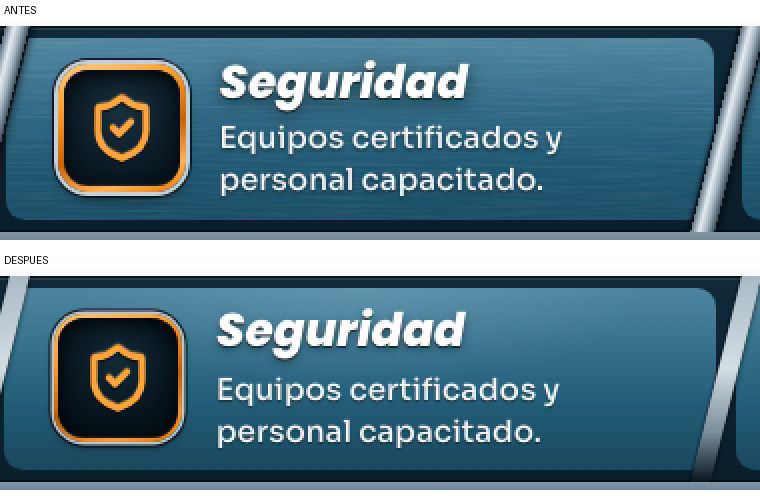 ANTES
Seguridad
Equipos certificados y
personal capacitado.
DESPUES
Seguridad
Equipos certificados y
personal capacitado.